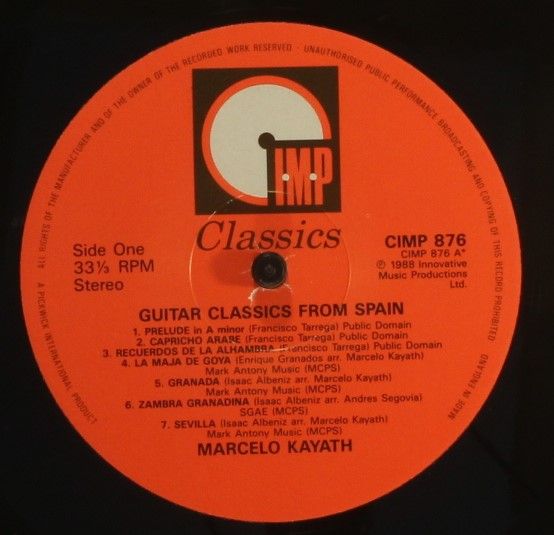 ALL RIGHTS OF THE MANUFACTURER AND OF THE OWNER OF THE RECORDED WORK RESERVED - UNAUTHORISED PUBLIC PERFORMANCE BROADCASTING AND COPYING OF THIS RECORD PROHIBITED
I·M·P
Classics
Side One
33⅓ RPM
Stereo
CIMP 876
CIMP 876 A*
℗ 1988 Innovative
Music Productions
Ltd.
GUITAR CLASSICS FROM SPAIN
1. PRELUDE in A minor (Francisco Tarrega) Public Domain
2. CAPRICHO ARABE (Francisco Tarrega) Public Domain
3. RECUERDOS DE LA ALHAMBRA (Francisco Tarrega) Public Domain
4. LA MAJA DE GOYA (Enrique Granados arr. Marcelo Kayath)
Mark Antony Music (MCPS)
5. GRANADA (Isaac Albeniz arr. Marcelo Kayath)
Mark Antony Music (MCPS)
6. ZAMBRA GRANADINA (Isaac Albeniz arr. Andres Segovia)
SGAE (MCPS)
7. SEVILLA (Isaac Albeniz arr. Marcelo Kayath)
Mark Antony Music (MCPS)
MARCELO KAYATH
A PICKWICK INTERNATIONAL PRODUCT
MADE IN ENGLAND